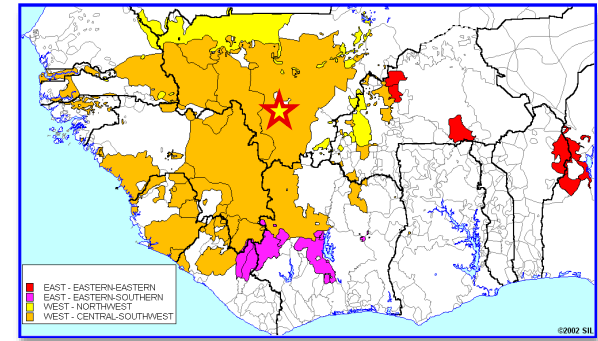 EAST - EASTERN-EASTERN
EAST - EASTERN-SOUTHERN
WEST - NORTHWEST
WEST - CENTRAL-SOUTHWEST
©2002 SIL